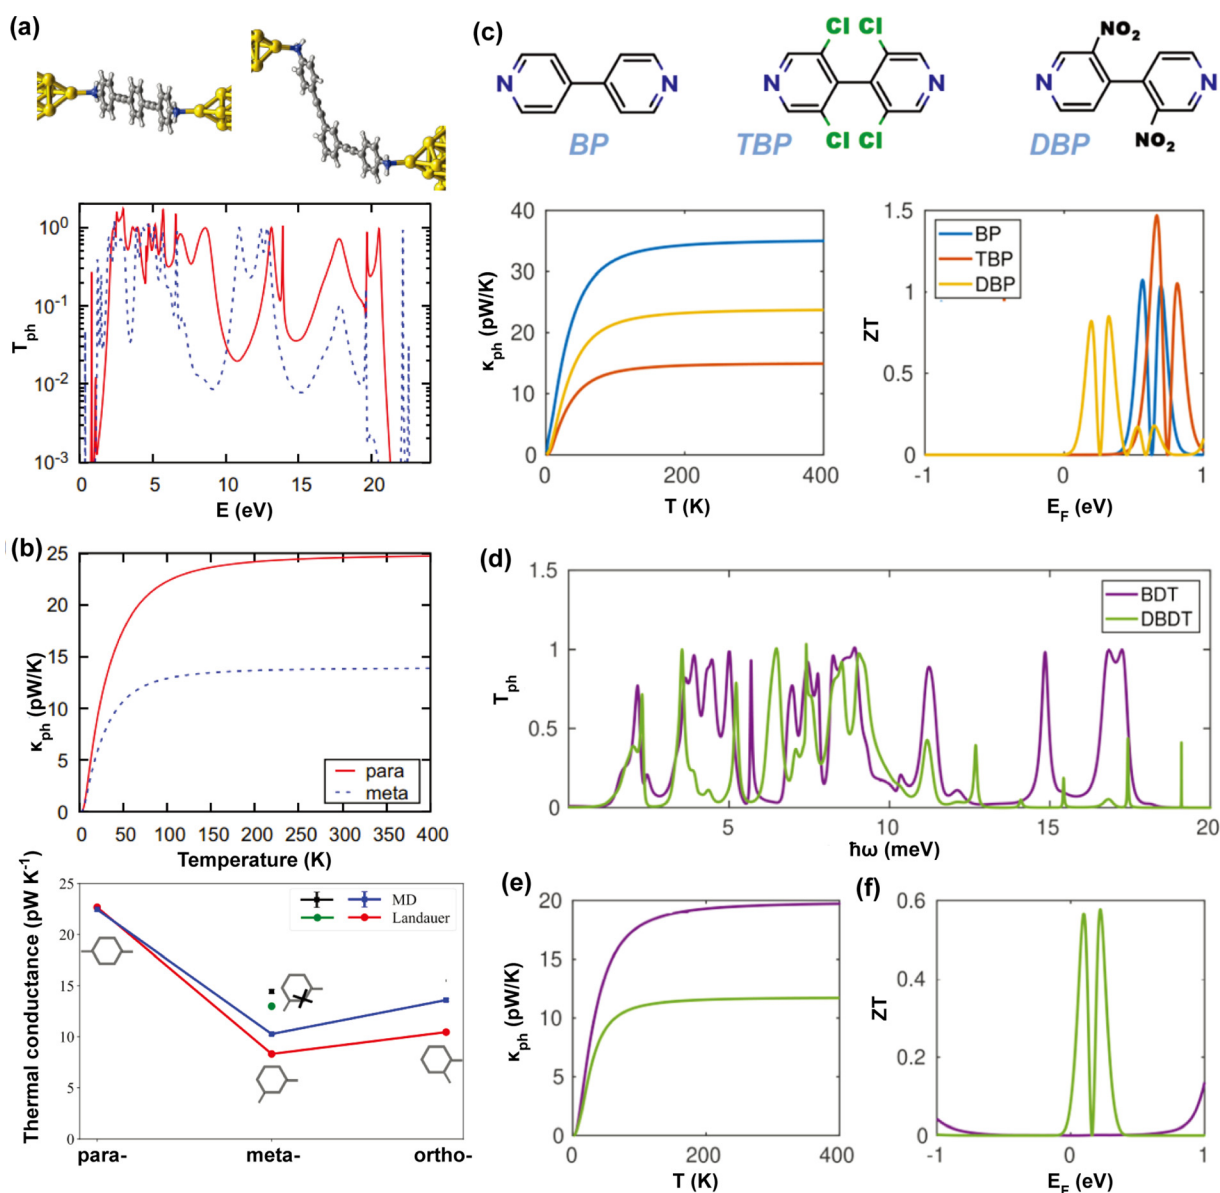 (a)
T_ph
10^0
10^-1
10^-2
10^-3
0
5
10
15
20
E (eV)
(b)
κ_ph (pW/K)
25
20
15
10
5
0
para
meta
0
50
100
150
200
250
300
350
400
Temperature (K)
Thermal conductance (pW K^-1)
25
20
15
10
5
0
MD
Landauer
para-
meta-
ortho-
(c)
N
N
BP
Cl
Cl
N
N
Cl
Cl
TBP
NO₂
N
N
NO₂
DBP
κ_ph (pW/K)
40
30
20
10
0
0
200
400
T (K)
ZT
1.5
1
0.5
0
BP
TBP
DBP
-1
0
1
E_F (eV)
(d)
T_ph
1.5
1
0.5
0
BDT
DBDT
5
10
15
20
ħω (meV)
(e)
κ_ph (pW/K)
20
15
10
5
0
0
200
400
T (K)
(f)
ZT
0.6
0.4
0.2
0
-1
0
1
E_F (eV)